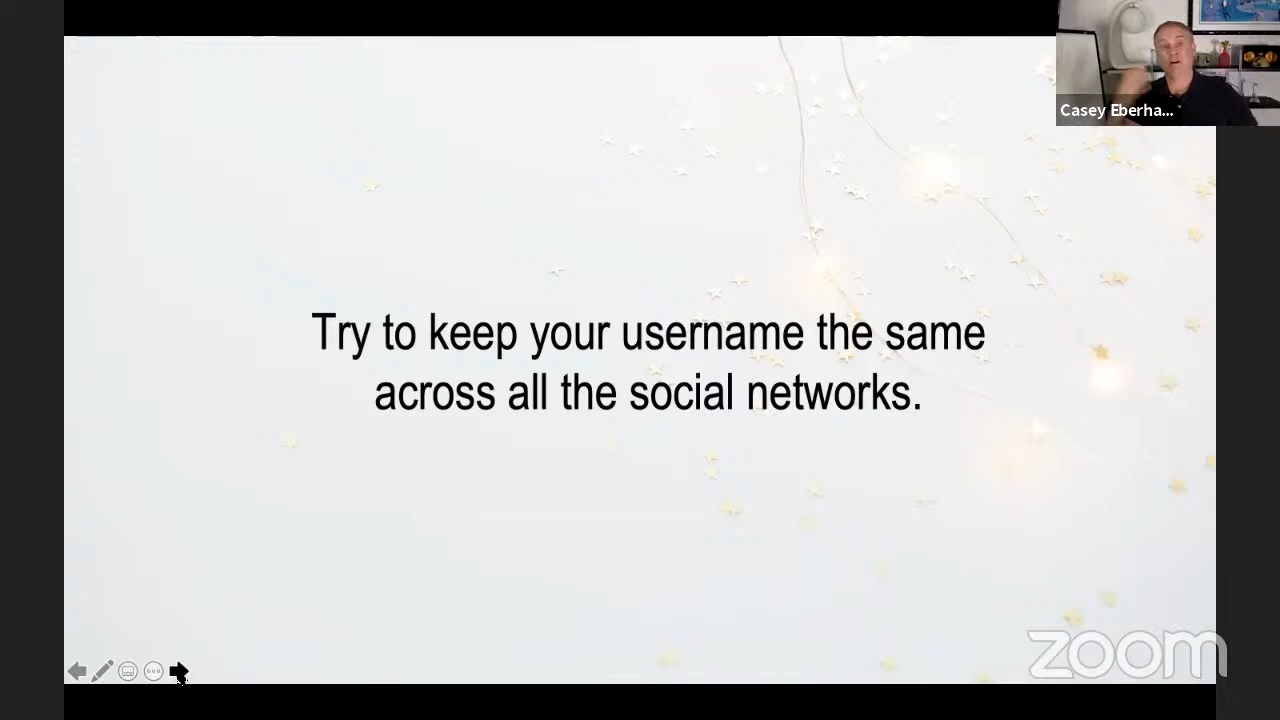 Casey Eberha...
Try to keep your username the same
across all the social networks.
zoom